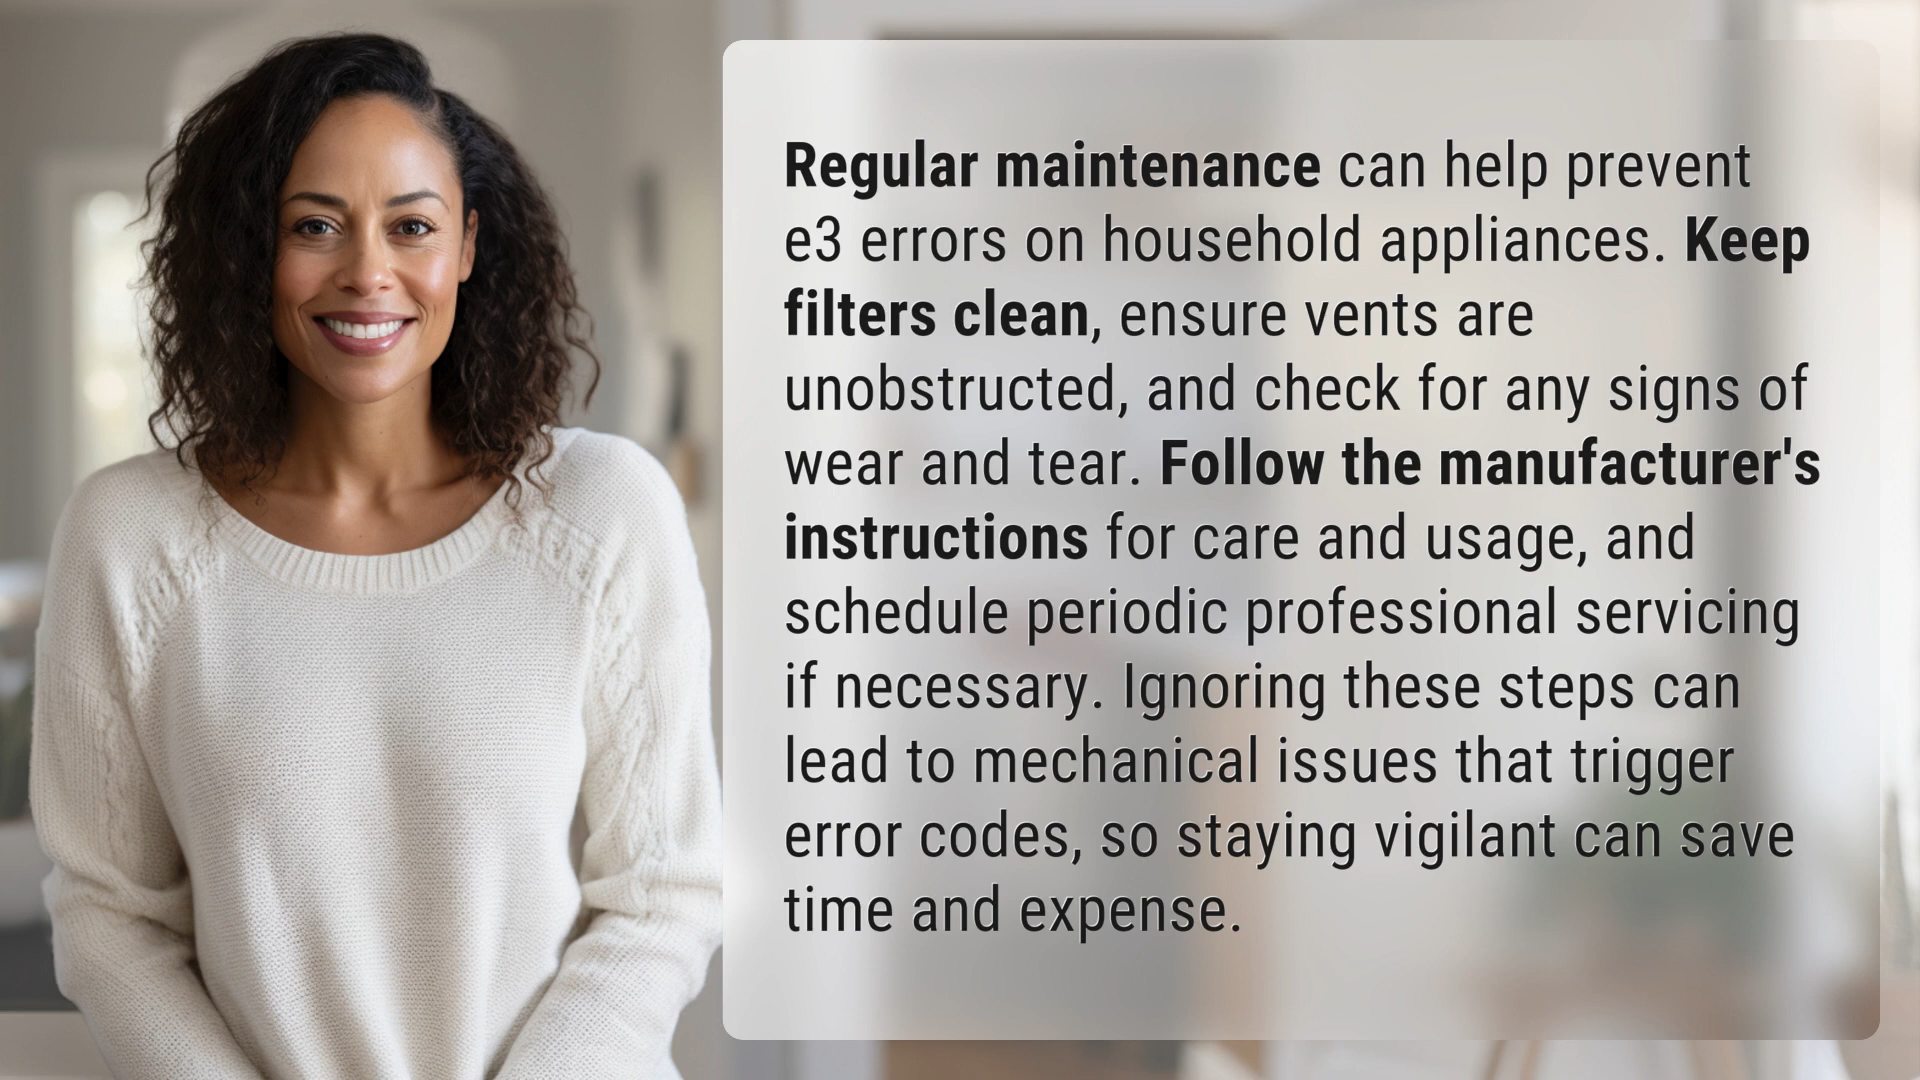 Regular maintenance can help prevent
e3 errors on household appliances. Keep
filters clean, ensure vents are
unobstructed, and check for any signs of
wear and tear. Follow the manufacturer's
instructions for care and usage, and
schedule periodic professional servicing
if necessary. Ignoring these steps can
lead to mechanical issues that trigger
error codes, so staying vigilant can save
time and expense.